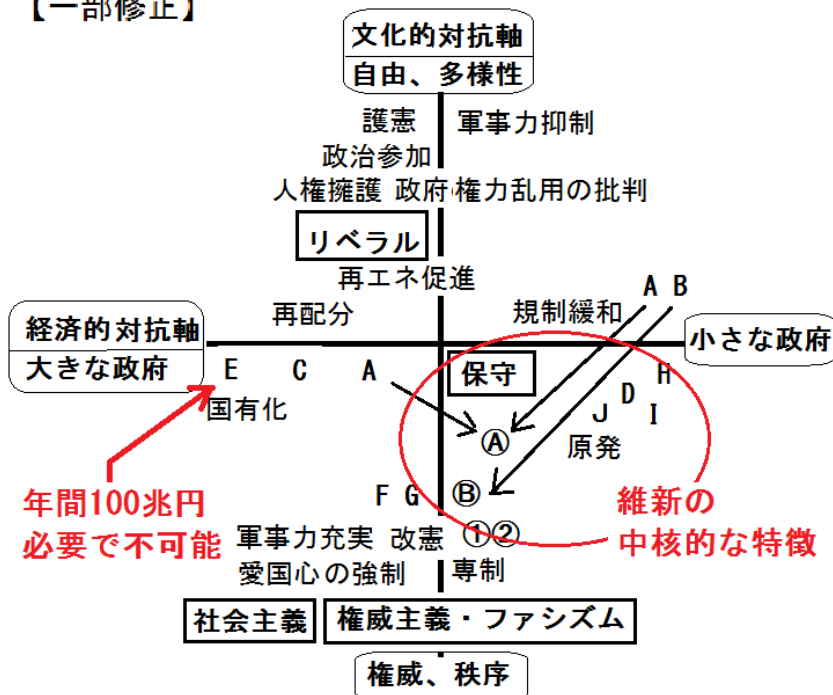 【一部修正】
文化的対抗軸
自由、多様性
護憲 軍事力抑制
政治参加
人権擁護 政府権力乱用の批判
リベラル
再エネ促進
A B
再配分 規制緩和
経済的対抗軸
大きな政府
小さな政府
E C A
保守
H
D
J I
国有化
Ⓐ
原発
F G Ⓑ
年間100兆円
必要で不可能
維新の
中核的な特徴
軍事力充実 改憲 ①②
愛国心の強制 専制
社会主義 権威主義・ファシズム
権威、秩序